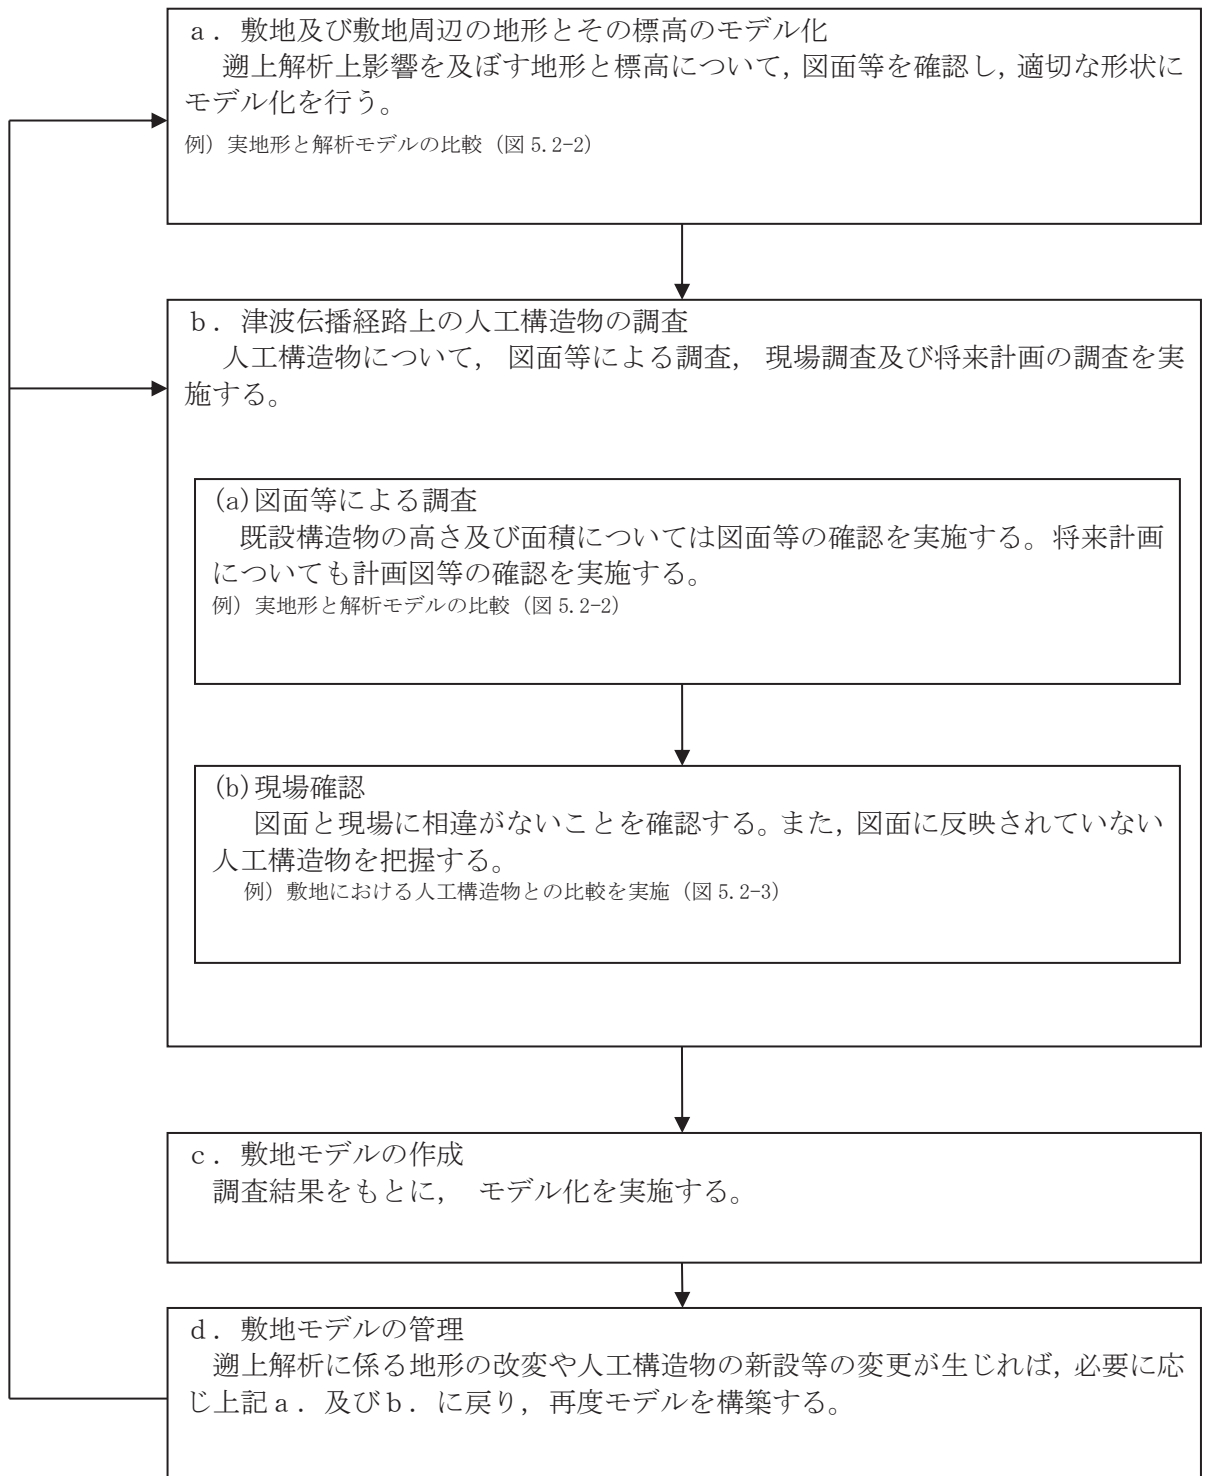 ａ．敷地及び敷地周辺の地形とその標高のモデル化
遡上解析上影響を及ぼす地形と標高について，図面等を確認し，適切な形状に
モデル化を行う。
例）実地形と解析モデルの比較（図 5.2-2）
ｂ．津波伝播経路上の人工構造物の調査
人工構造物について， 図面等による調査， 現場調査及び将来計画の調査を実
施する。
(a)図面等による調査
既設構造物の高さ及び面積については図面等の確認を実施する。将来計画
についても計画図等の確認を実施する。
例）実地形と解析モデルの比較（図 5.2-2）
(b)現場確認
図面と現場に相違がないことを確認する。また，図面に反映されていない
人工構造物を把握する。
例）敷地における人工構造物との比較を実施（図 5.2-3）
ｃ．敷地モデルの作成
調査結果をもとに， モデル化を実施する。
ｄ．敷地モデルの管理
遡上解析に係る地形の改変や人工構造物の新設等の変更が生じれば，必要に応
じ上記ａ．及びｂ．に戻り，再度モデルを構築する。